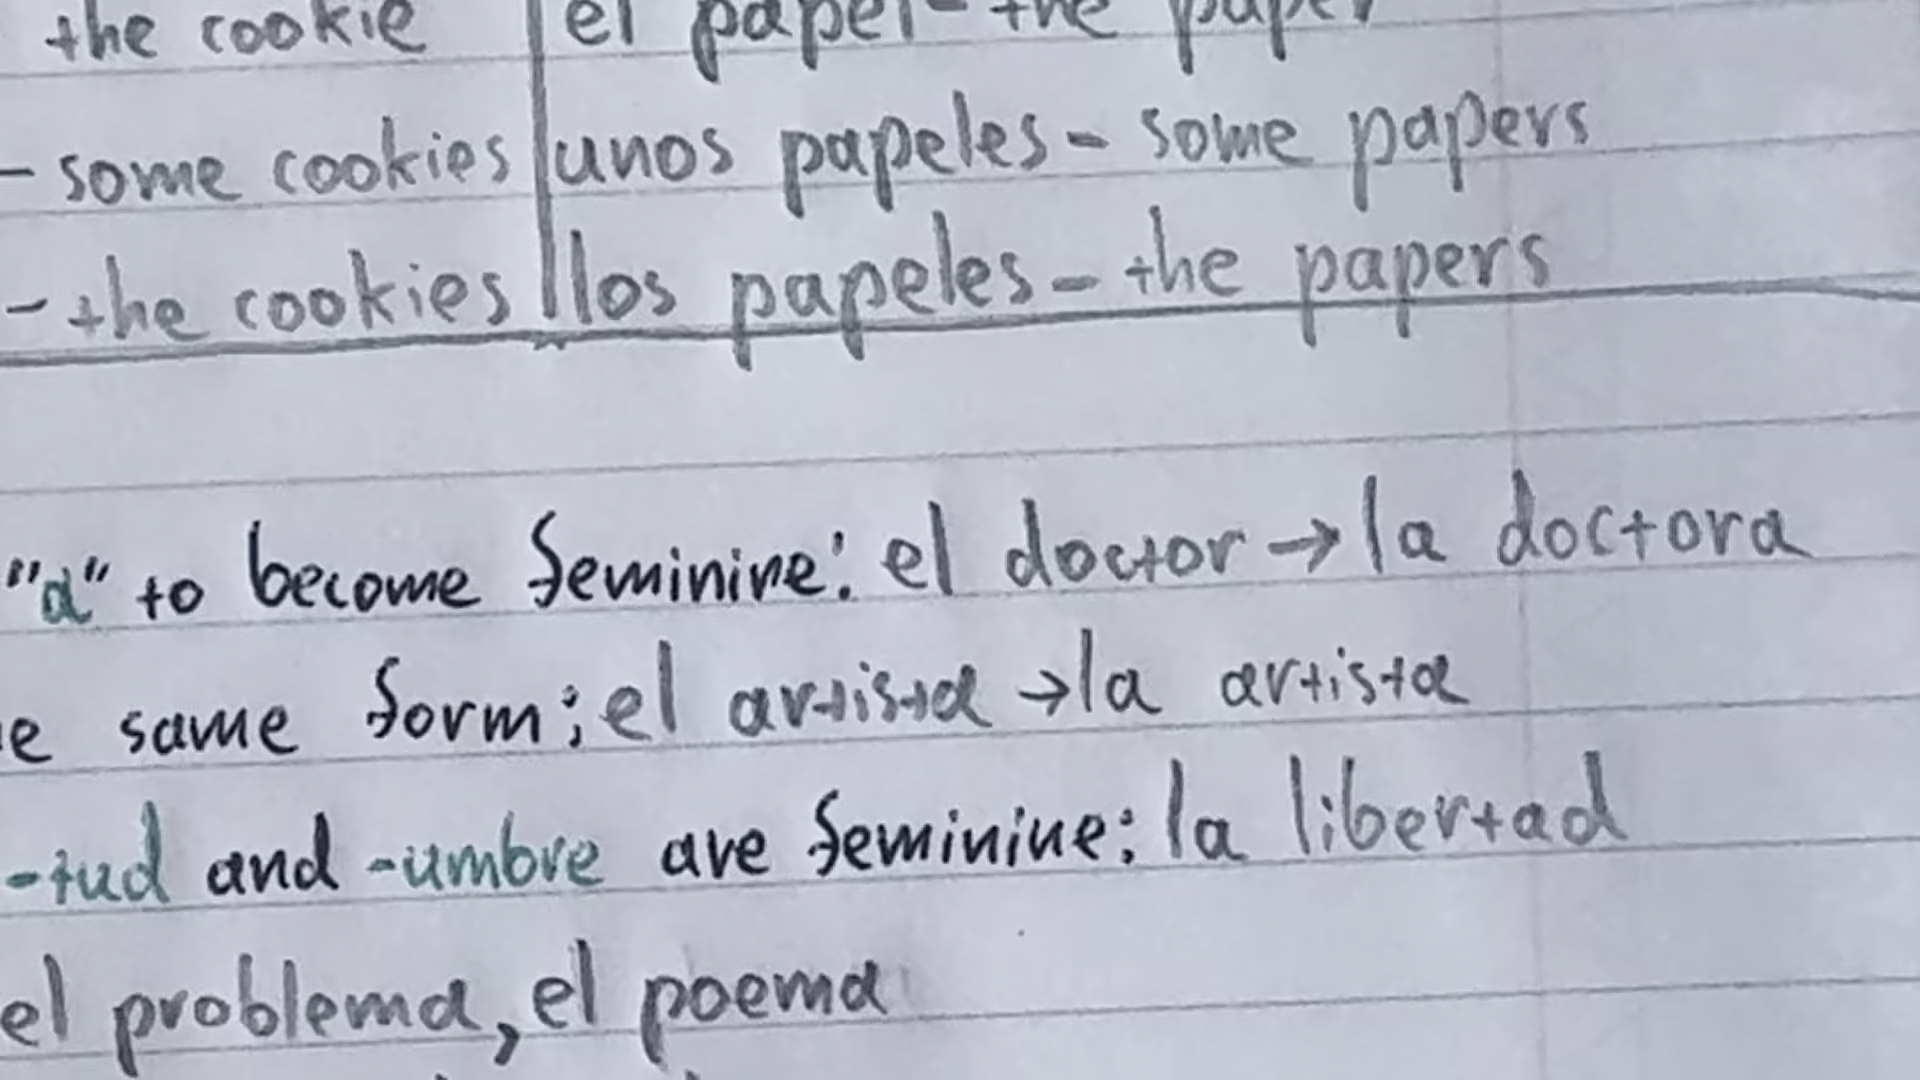 the cookie | el papel - the paper
- some cookies | unos papeles - some papers
- the cookies | los papeles - the papers
"a" to become feminine: el doctor → la doctora
e same form; el artista → la artista
-tud and -umbre are feminine: la libertad
el problema, el poema